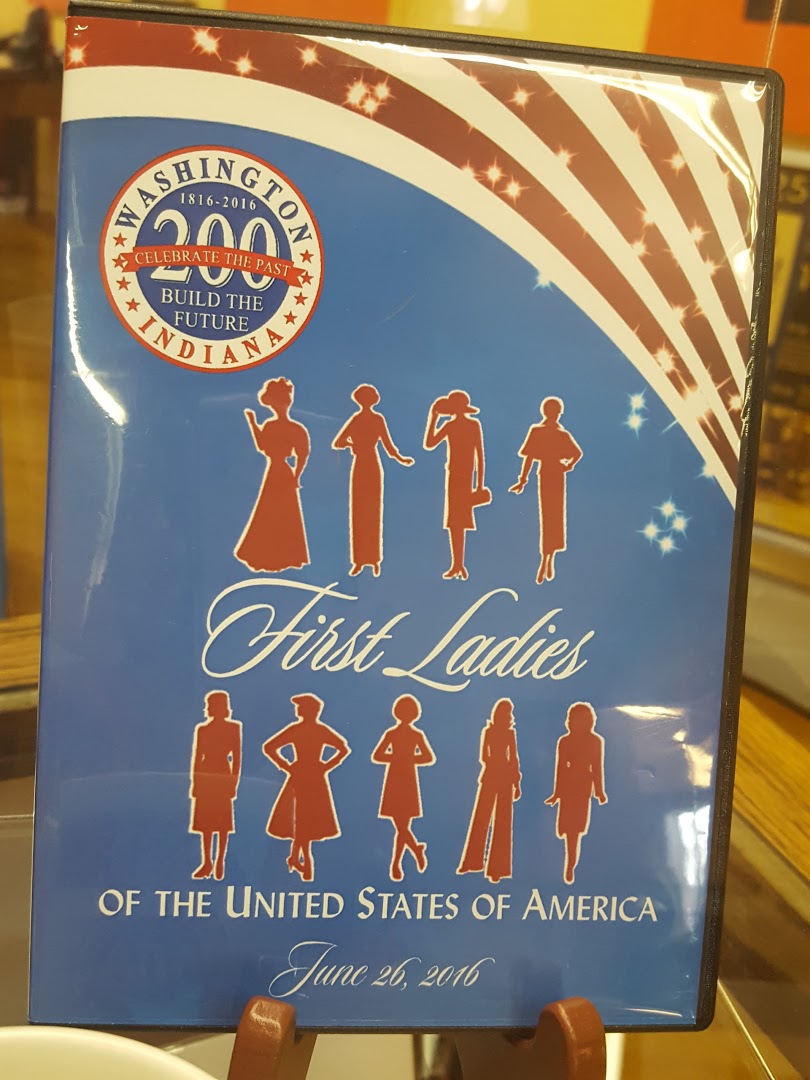 WASHINGTON
1816-2016
200
CELEBRATE THE PAST
BUILD THE
FUTURE
INDIANA
First Ladies
OF THE UNITED STATES OF AMERICA
June 26, 2016